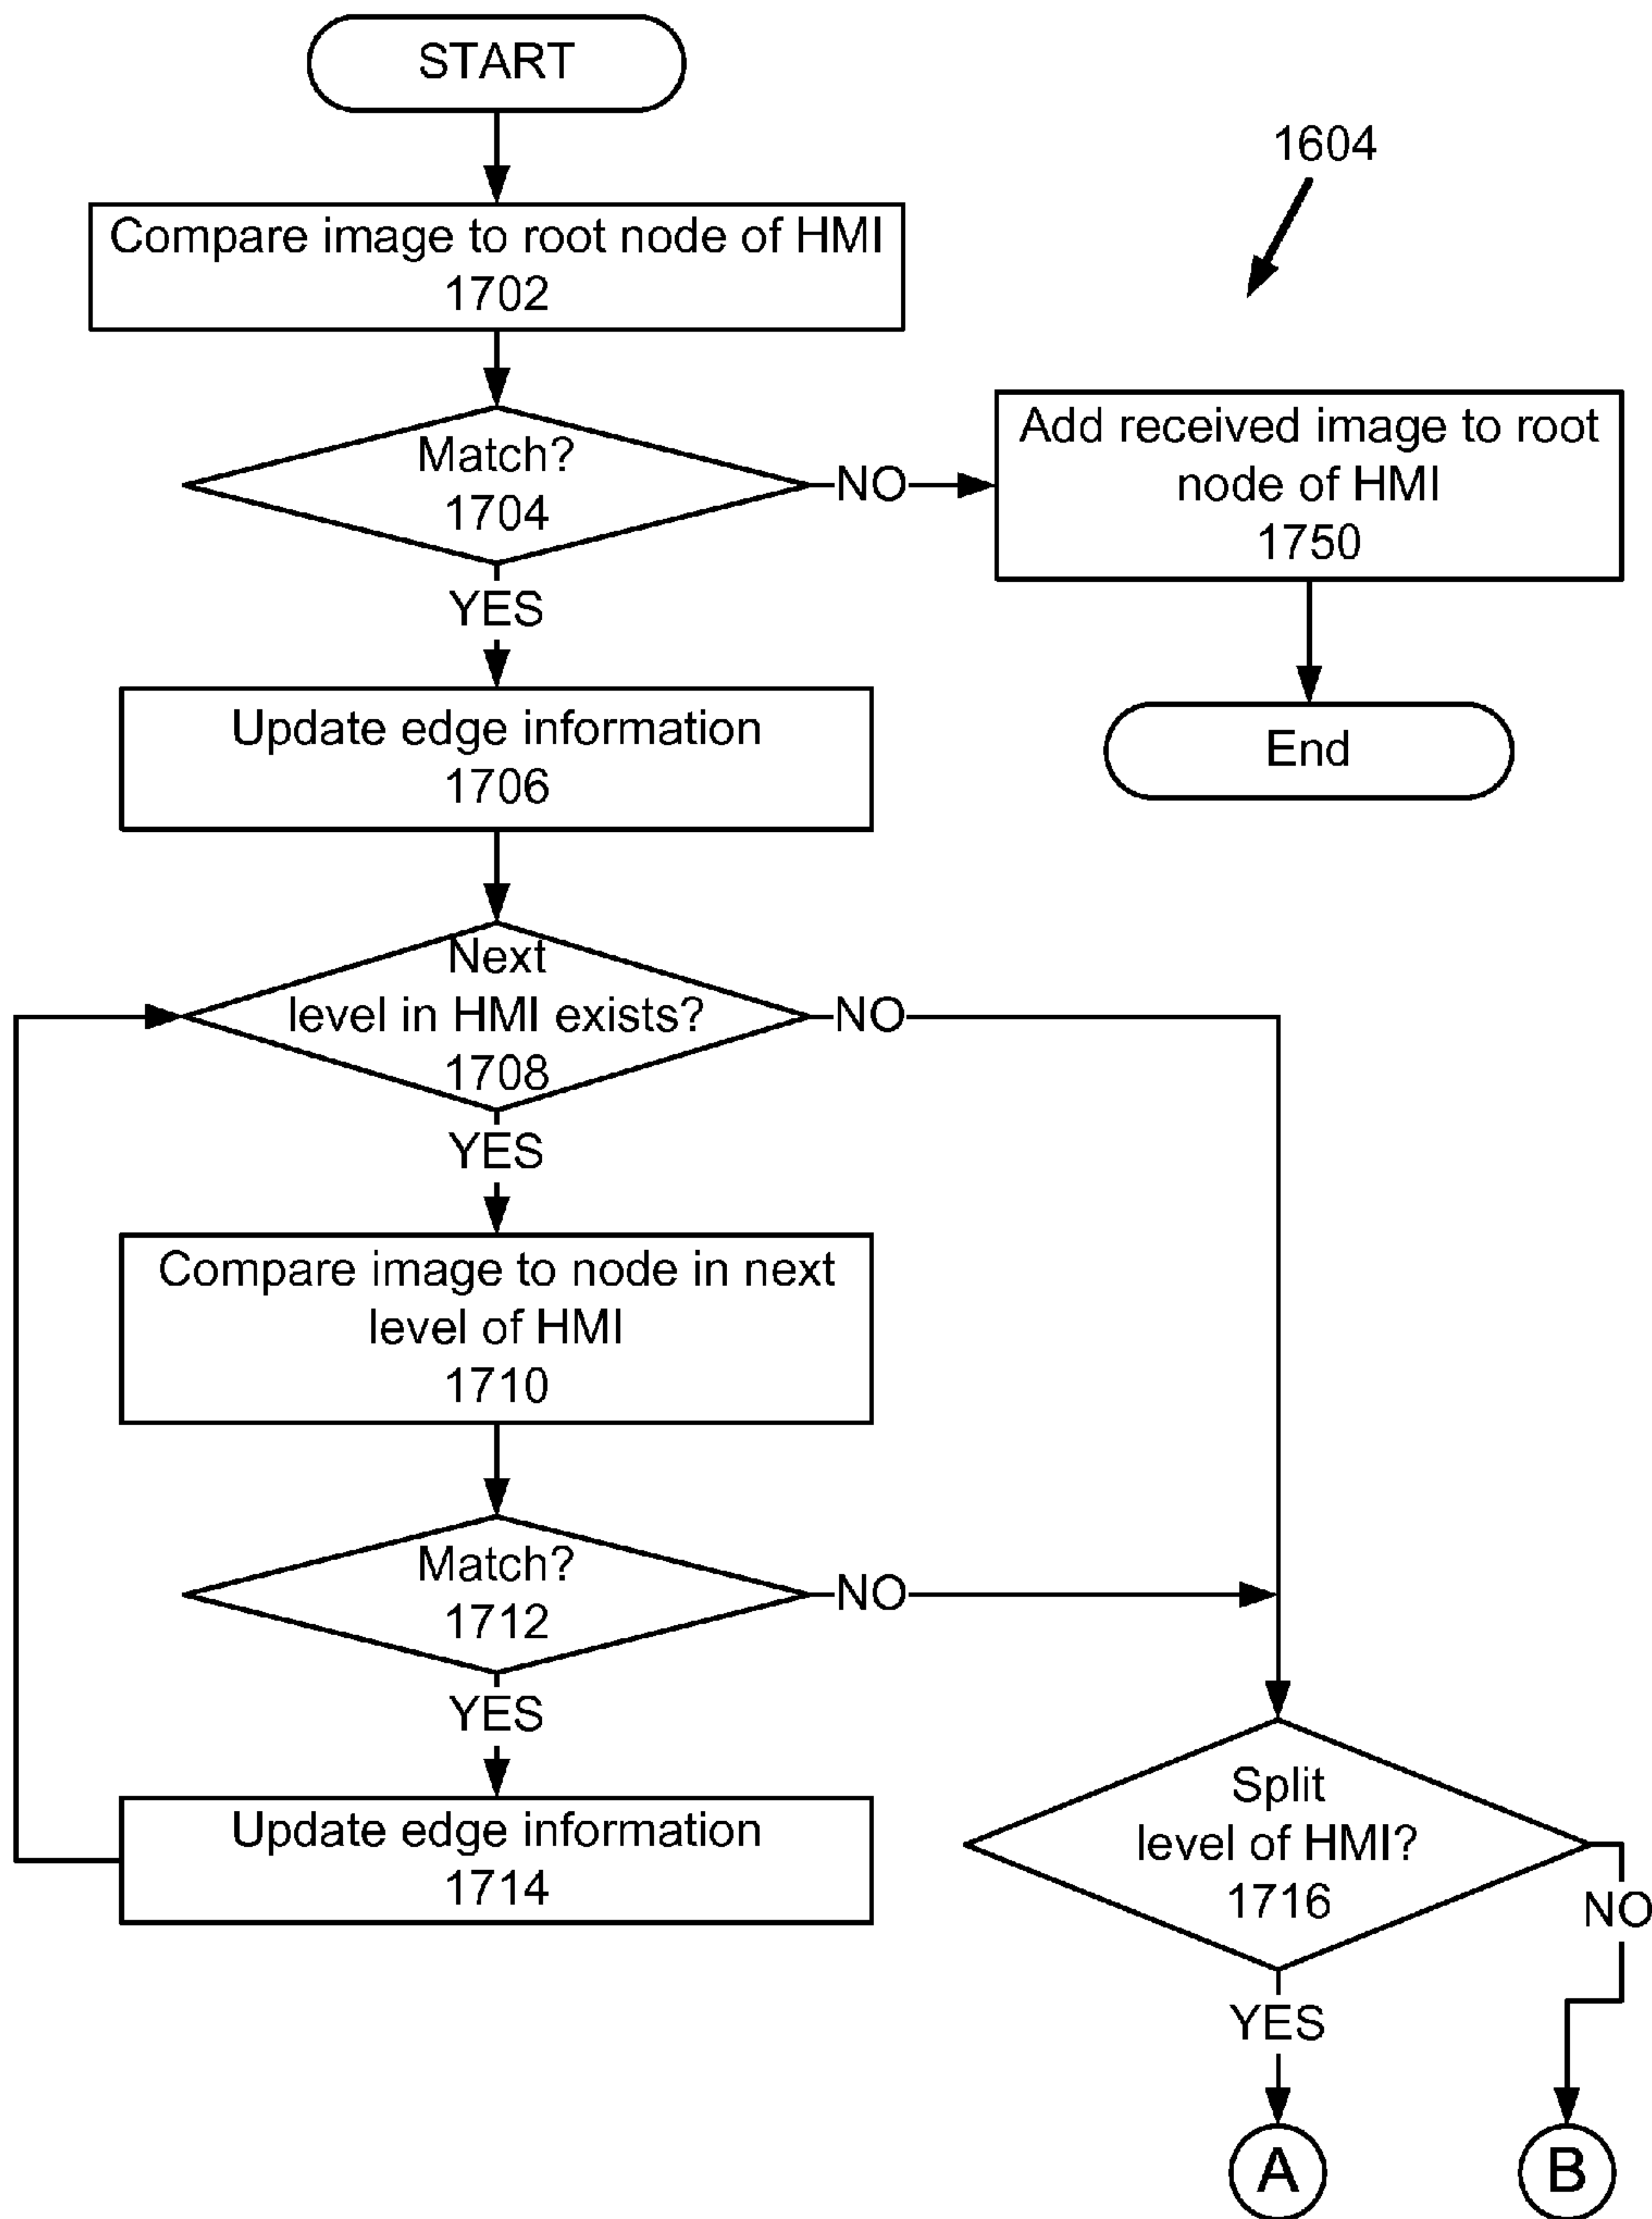 START
1604
Compare image to root node of HMI
1702
Match?
1704
NO
Add received image to root
node of HMI
1750
YES
End
Update edge information
1706
Next
level in HMI exists?
1708
NO
YES
Compare image to node in next
level of HMI
1710
Match?
1712
NO
YES
Update edge information
1714
Split
level of HMI?
1716
NO
YES
A
B